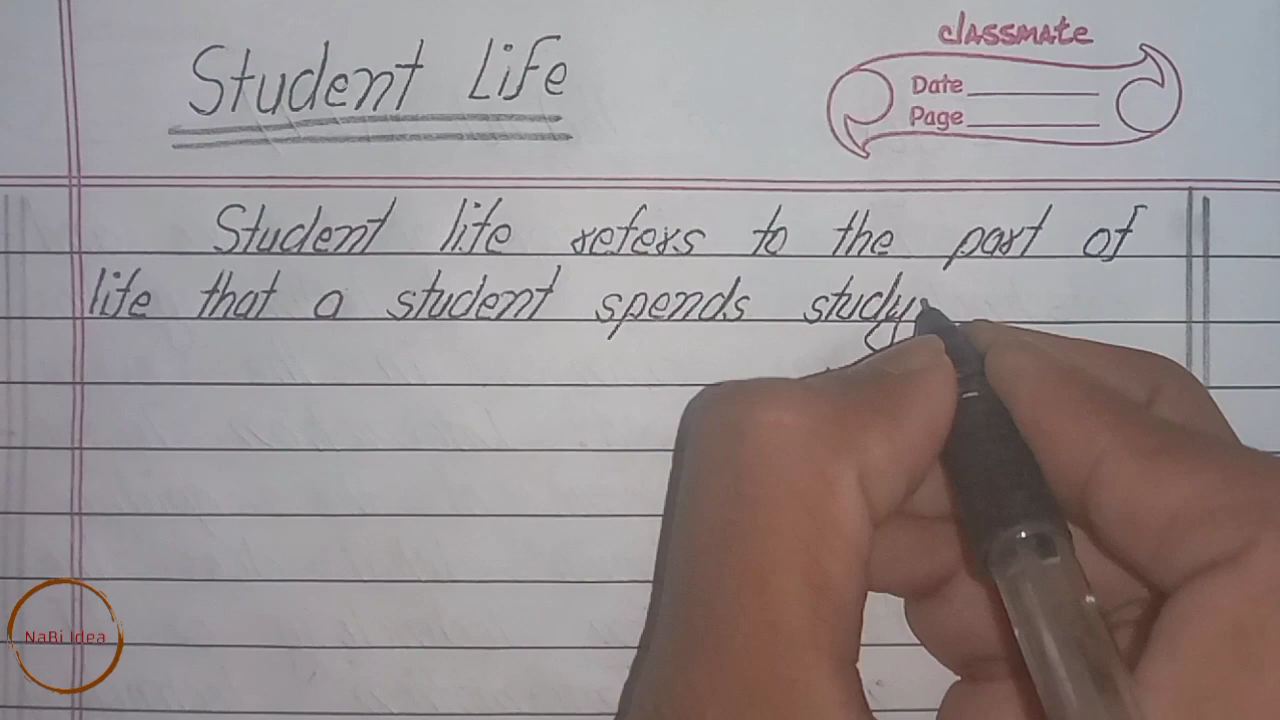 Student Life
classmate
Date
Page
Student life refers to the part of
life that a student spends study
NaBi Idea